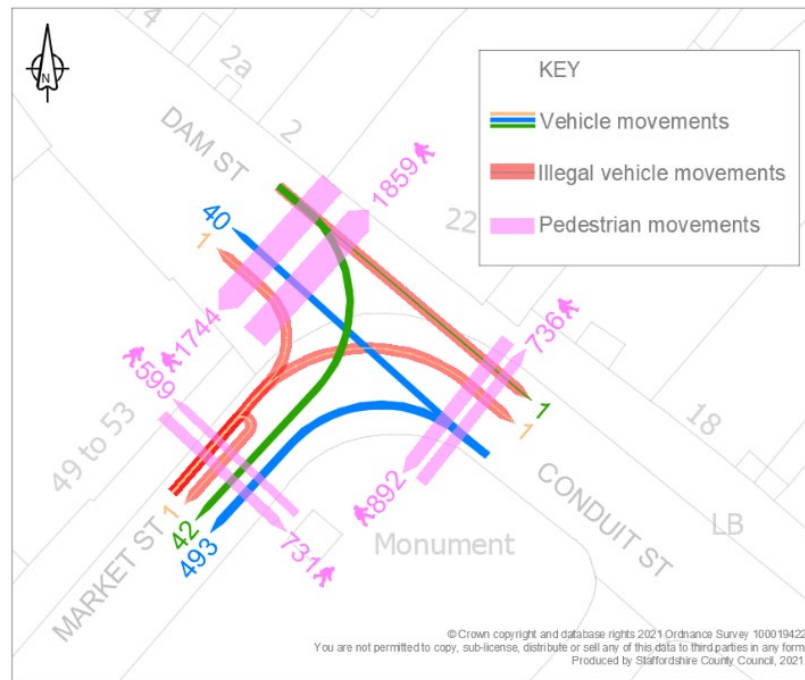 N
4
2a
2
DAM ST
22
KEY
Vehicle movements
Illegal vehicle movements
Pedestrian movements
1859
40
1
1744
599
736
1
1
18
49 to 53
892
1
42
493
731
MARKET ST
Monument
CONDUIT ST
LB
© Crown copyright and database rights 2021 Ordnance Survey 100019422
You are not permitted to copy, sub-license, distribute or sell any of this data to third parties in any form
Produced by Staffordshire County Council, 2021